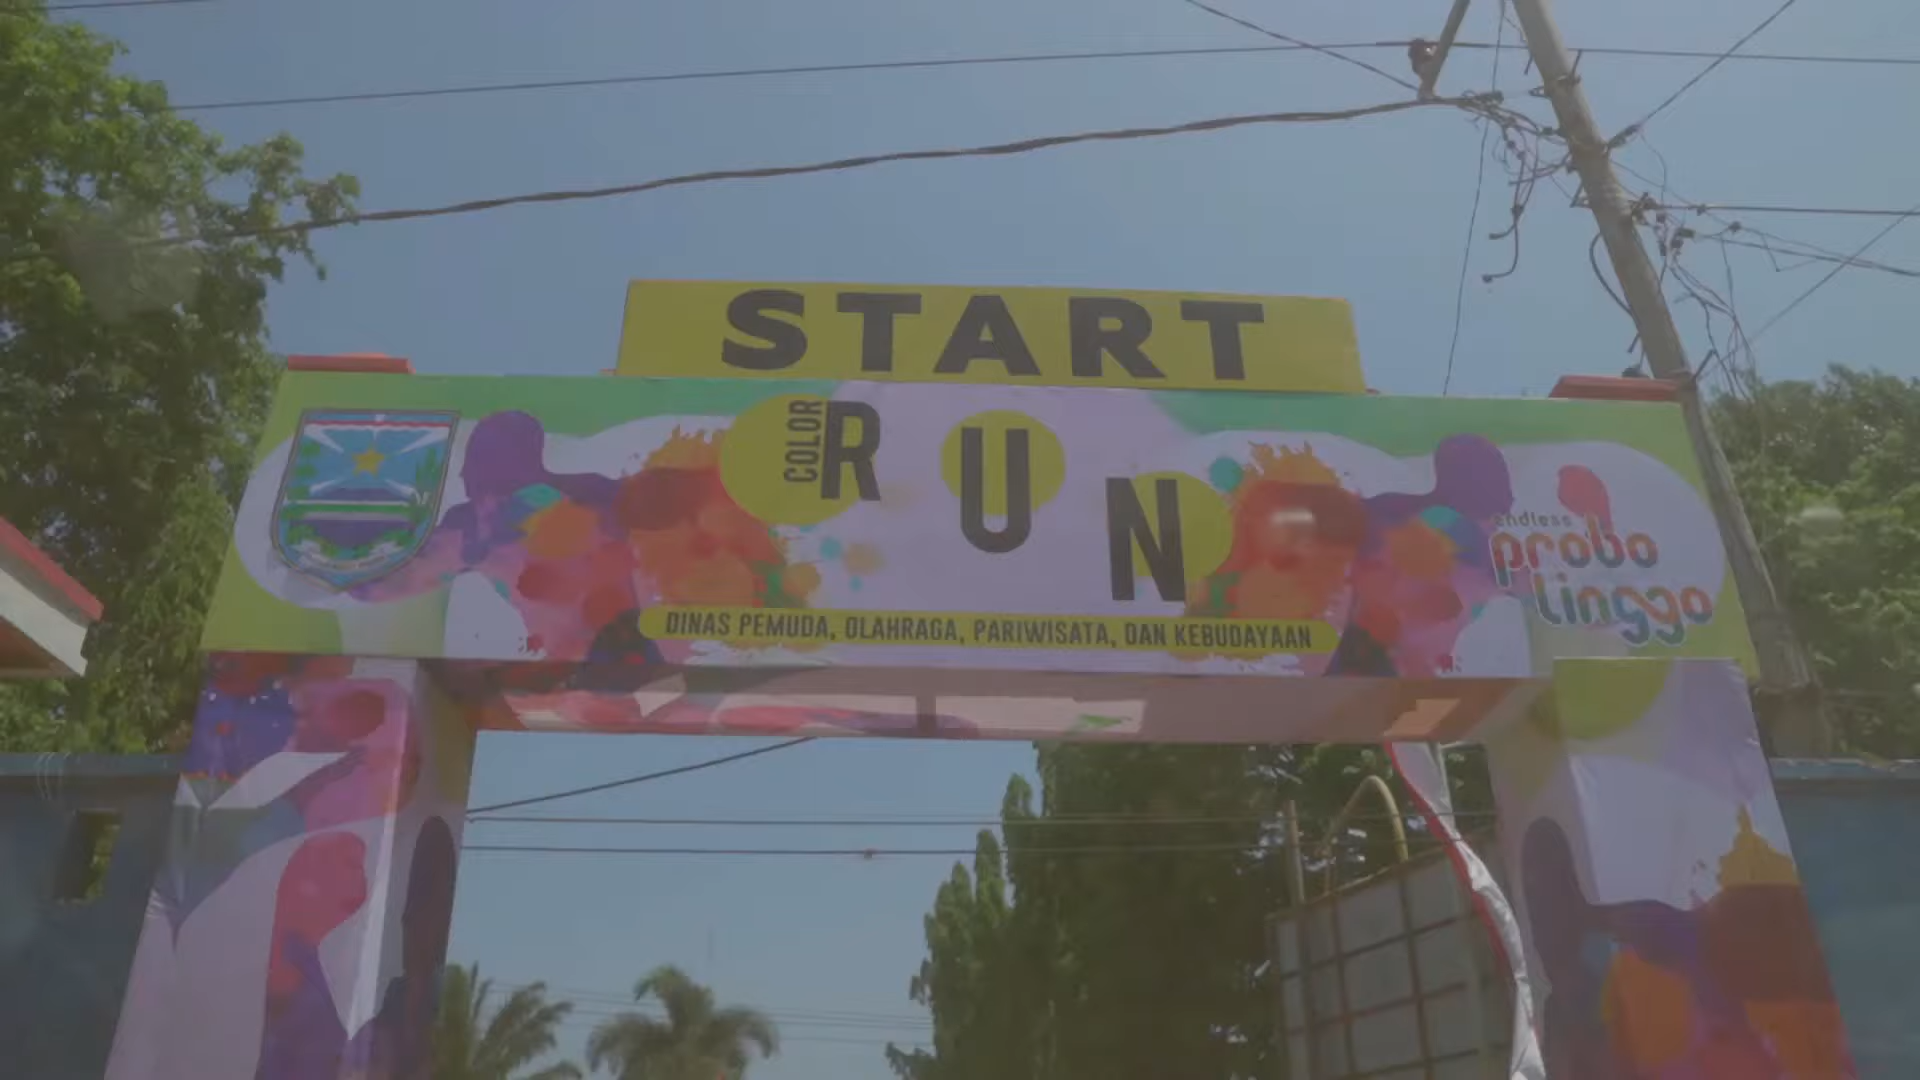 START
COLOR RUN
DINAS PEMUDA, OLAHRAGA, PARIWISATA, DAN KEBUDAYAAN
endless
probo
linggo